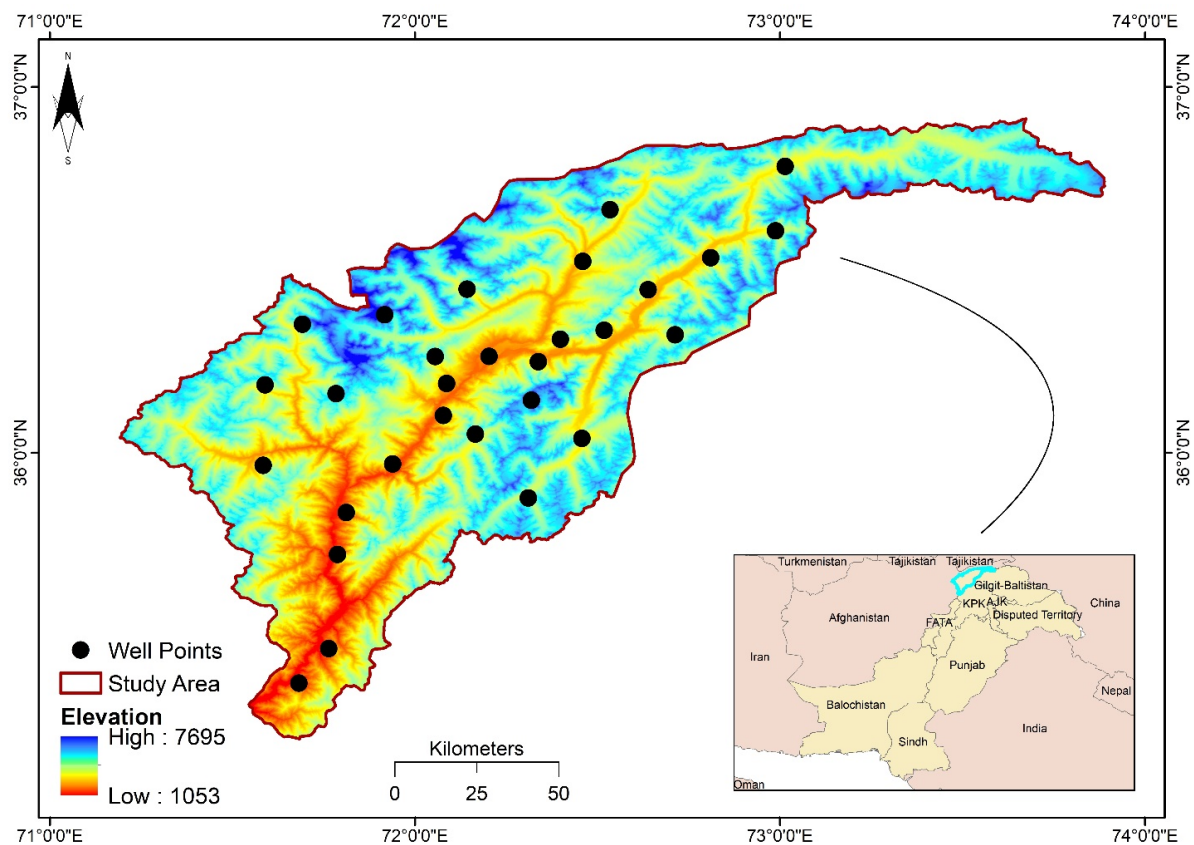 71°0'0"E 72°0'0"E 73°0'0"E 74°0'0"E
N
S
37°0'0"N 37°0'0"N
36°0'0"N 36°0'0"N
Well Points
Study Area
Elevation
High : 7695
Low : 1053
Kilometers
0 25 50
Turkmenistan Tajikistan Tajikistan
Gilgit-Baltistan
China
KPK AJK
Afghanistan FATA Disputed Territory
Iran Punjab
Nepal
Balochistan
India
Sindh
Oman
71°0'0"E 72°0'0"E 73°0'0"E 74°0'0"E